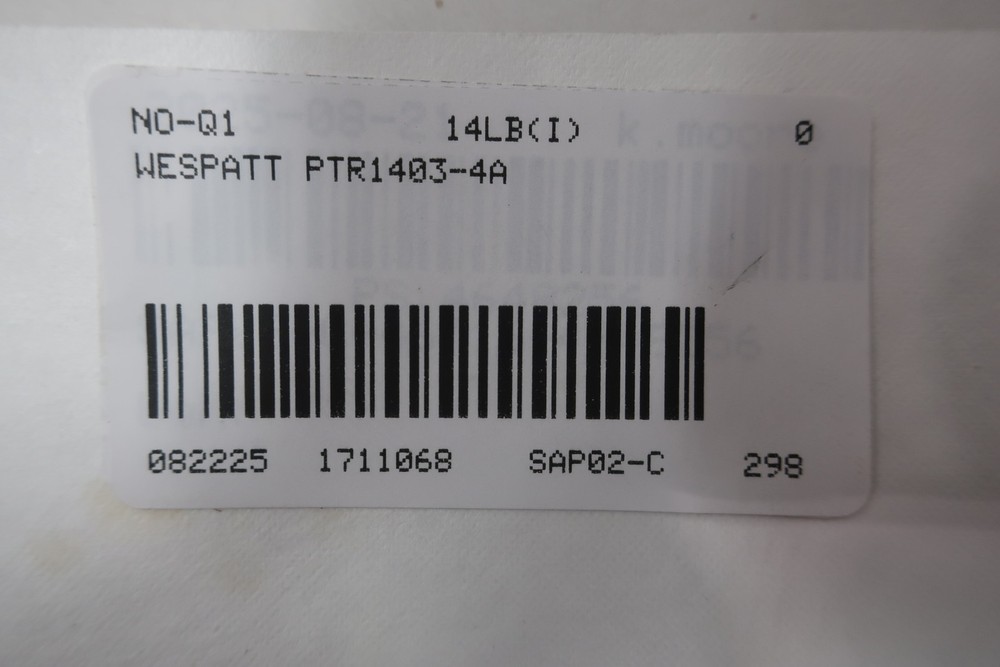 NO-Q1 14LB(I) 0
WESPATT PTR1403-4A
082225 1711068 SAP02-C 298